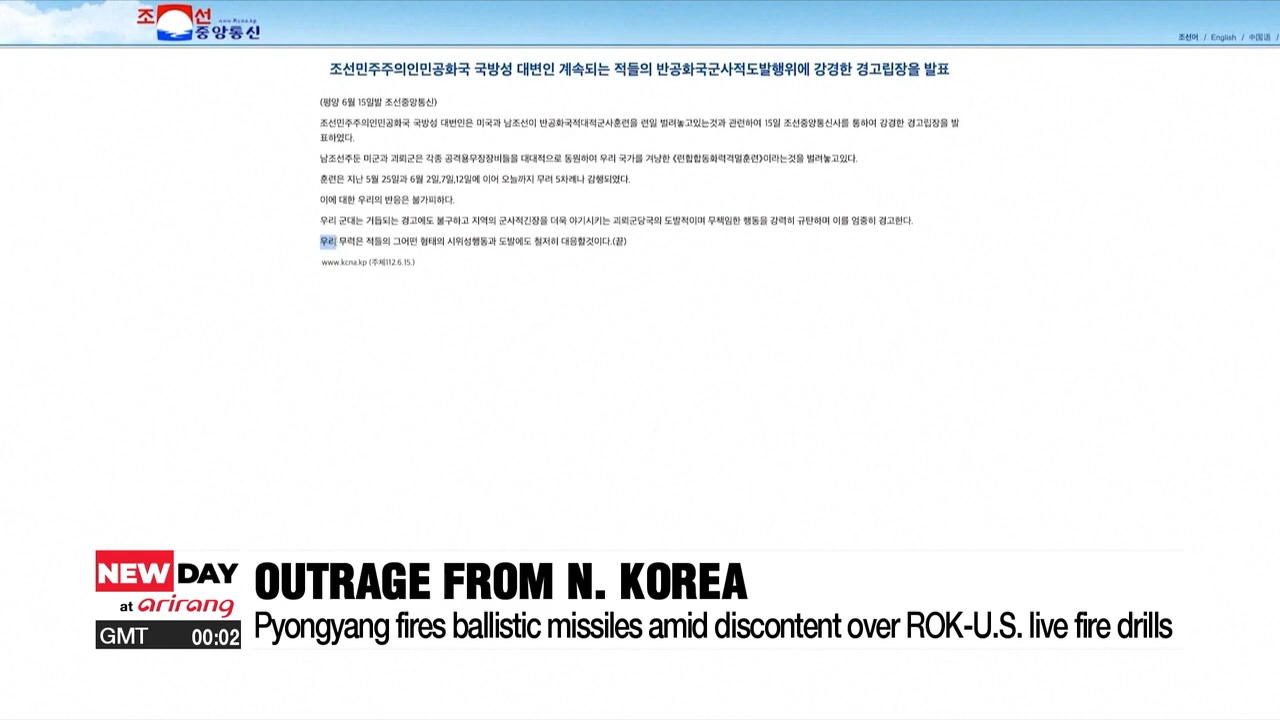 조선
www.kcna.kp
중앙통신
조선어 / English / 中国语 /
조선민주주의인민공화국 국방성 대변인 계속되는 적들의 반공화국군사적도발행위에 강경한 경고립장을 발표
(평양 6월 15일발 조선중앙통신)
조선민주주의인민공화국 국방성 대변인은 미국과 남조선이 반공화국적대적군사훈련을 련일 벌려놓고있는것과 관련하여 15일 조선중앙통신사를 통하여 강경한 경고립장을 발
표하였다.
남조선주둔 미군과 괴뢰군은 각종 공격용무장장비들을 대대적으로 동원하여 우리 국가를 겨냥한 《련합합동화력격멸훈련》이라는것을 벌려놓고있다.
훈련은 지난 5월 25일과 6월 2일,7일,12일에 이어 오늘까지 무려 5차례나 감행되였다.
이에 대한 우리의 반응은 불가피하다.
우리 군대는 거듭되는 경고에도 불구하고 지역의 군사적긴장을 더욱 야기시키는 괴뢰군당국의 도발적이며 무책임한 행동을 강력히 규탄하며 이를 엄중히 경고한다.
우리 무력은 적들의 그어떤 형태의 시위성행동과 도발에도 철저히 대응할것이다.(끝)
www.kcna.kp (주체112.6.15.)
NEW DAY
at arirang
GMT 00:02
OUTRAGE FROM N. KOREA
Pyongyang fires ballistic missiles amid discontent over ROK-U.S. live fire drills